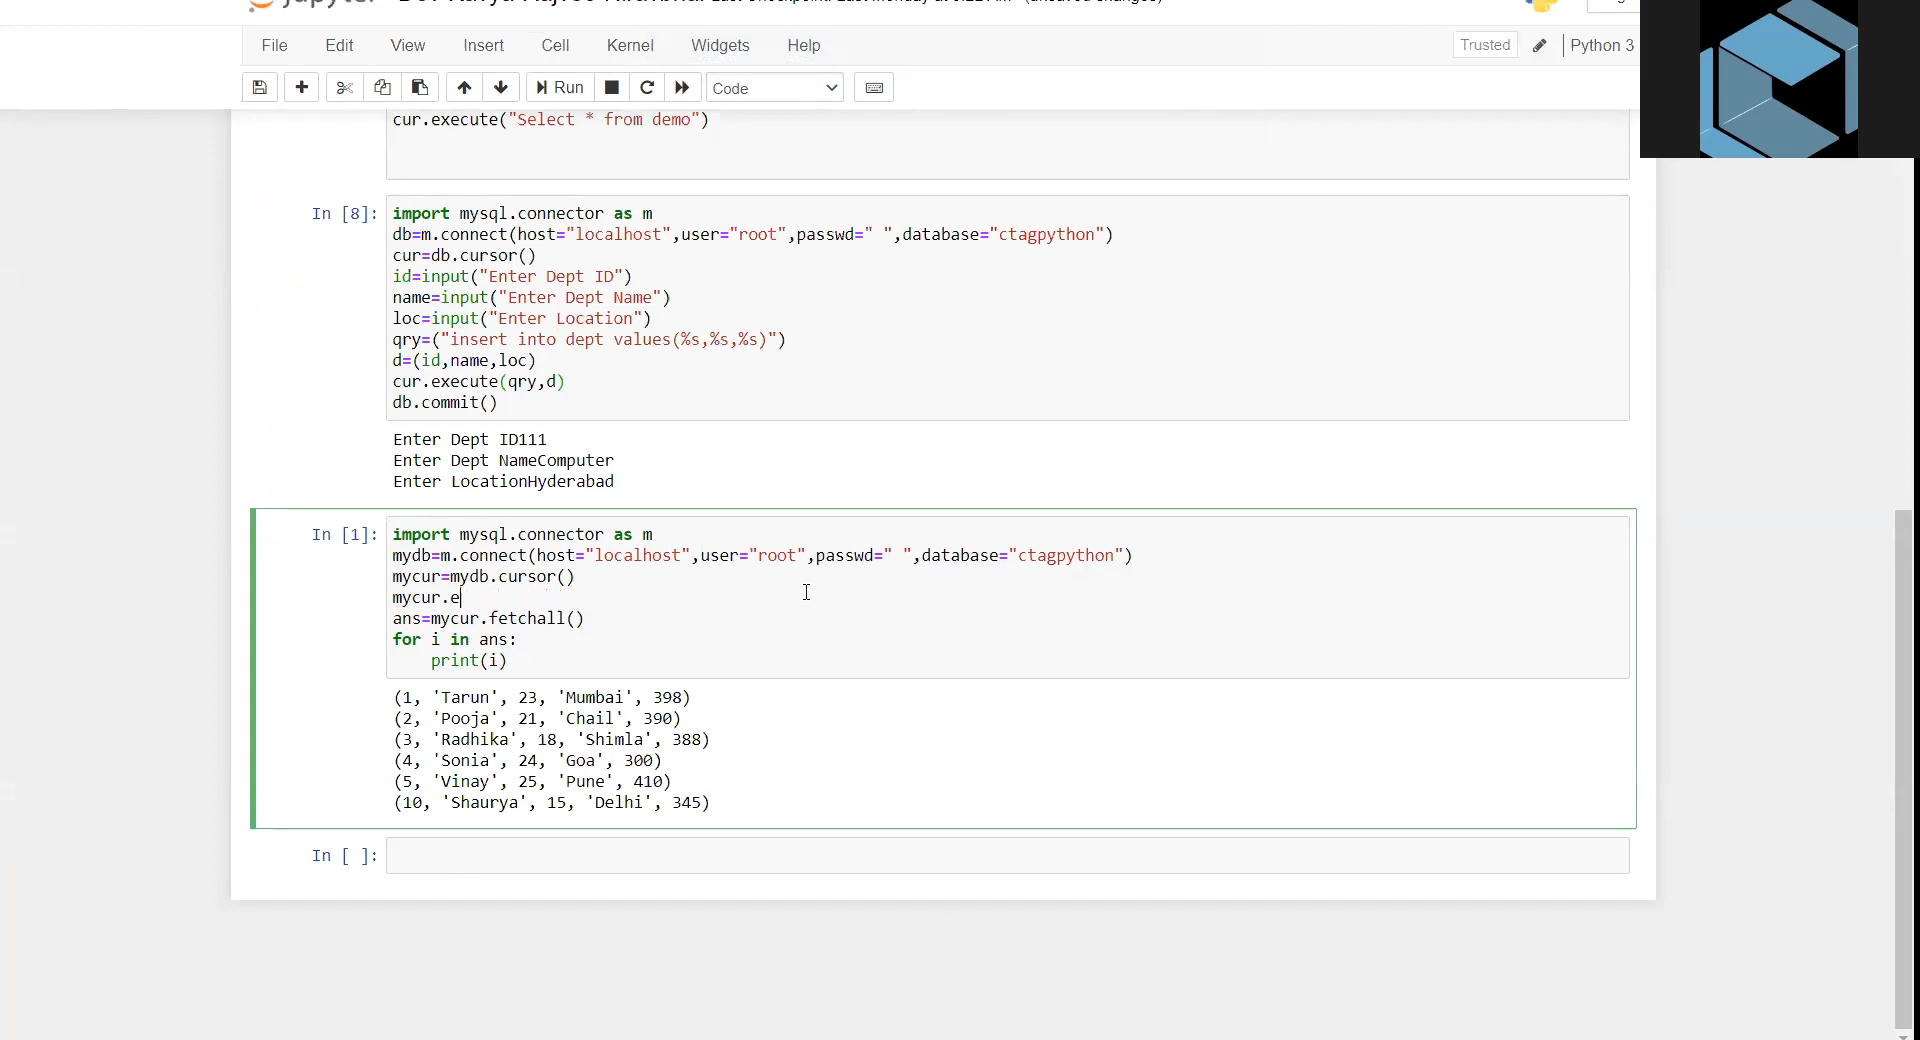 File Edit View Insert Cell Kernel Widgets Help Trusted Python 3
Run Code
cur.execute("Select * from demo")
In [8]: import mysql.connector as m
db=m.connect(host="localhost",user="root",passwd=" ",database="ctagpython")
cur=db.cursor()
id=input("Enter Dept ID")
name=input("Enter Dept Name")
loc=input("Enter Location")
qry=("insert into dept values(%s,%s,%s)")
d=(id,name,loc)
cur.execute(qry,d)
db.commit()
Enter Dept ID111
Enter Dept NameComputer
Enter LocationHyderabad
In [1]: import mysql.connector as m
mydb=m.connect(host="localhost",user="root",passwd=" ",database="ctagpython")
mycur=mydb.cursor()
mycur.e
ans=mycur.fetchall()
for i in ans:
    print(i)
(1, 'Tarun', 23, 'Mumbai', 398)
(2, 'Pooja', 21, 'Chail', 390)
(3, 'Radhika', 18, 'Shimla', 388)
(4, 'Sonia', 24, 'Goa', 300)
(5, 'Vinay', 25, 'Pune', 410)
(10, 'Shaurya', 15, 'Delhi', 345)
In [ ]: